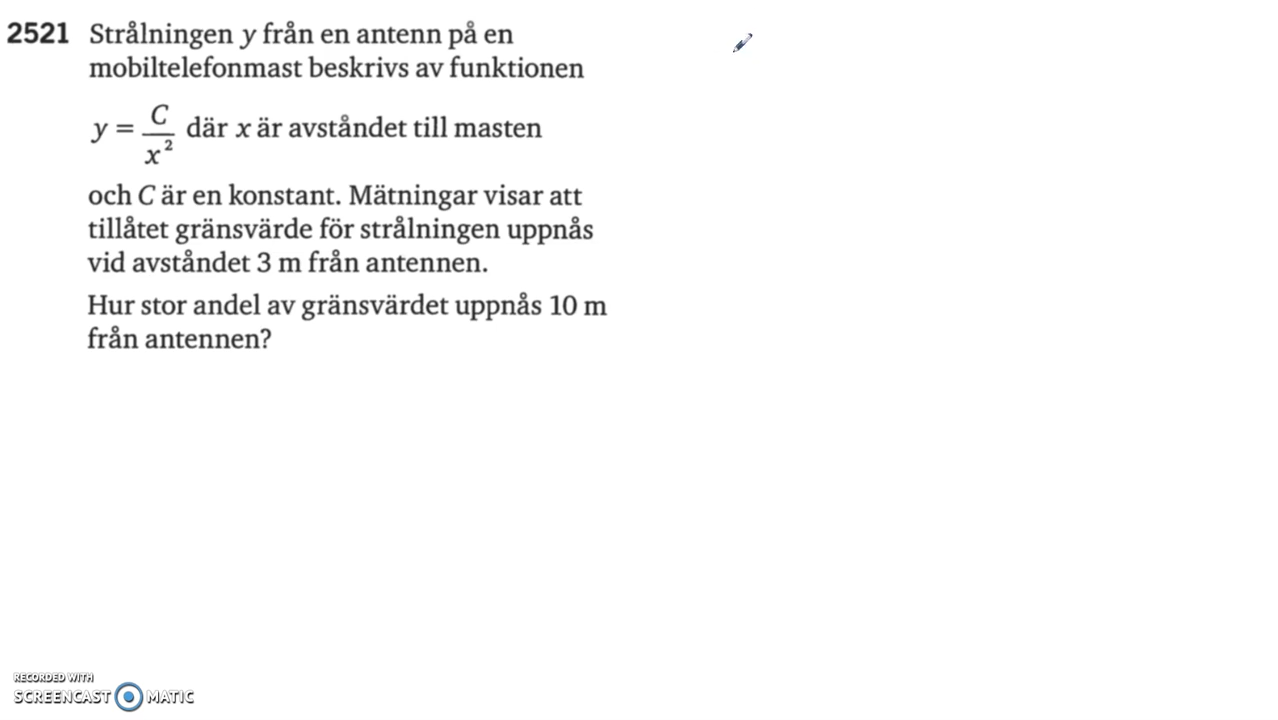 2521 Strålningen y från en antenn på en
mobiltelefonmast beskrivs av funktionen
y = C/x² där x är avståndet till masten
och C är en konstant. Mätningar visar att
tillåtet gränsvärde för strålningen uppnås
vid avståndet 3 m från antennen.
Hur stor andel av gränsvärdet uppnås 10 m
från antennen?
RECORDED WITH
SCREENCAST MATIC